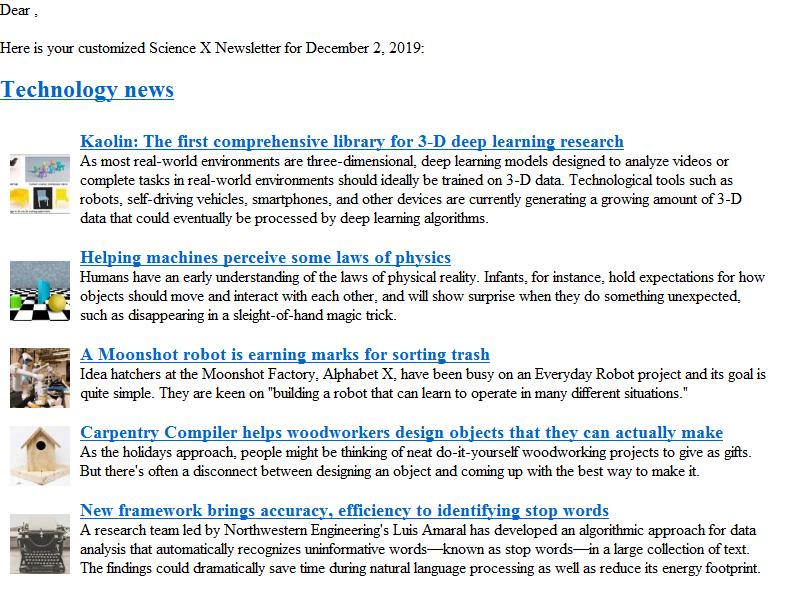 Dear ,
Here is your customized Science X Newsletter for December 2, 2019:
Technology news
Kaolin: The first comprehensive library for 3-D deep learning research
As most real-world environments are three-dimensional, deep learning models designed to analyze videos or
complete tasks in real-world environments should ideally be trained on 3-D data. Technological tools such as
robots, self-driving vehicles, smartphones, and other devices are currently generating a growing amount of 3-D
data that could eventually be processed by deep learning algorithms.
Helping machines perceive some laws of physics
Humans have an early understanding of the laws of physical reality. Infants, for instance, hold expectations for how
objects should move and interact with each other, and will show surprise when they do something unexpected,
such as disappearing in a sleight-of-hand magic trick.
A Moonshot robot is earning marks for sorting trash
Idea hatchers at the Moonshot Factory, Alphabet X, have been busy on an Everyday Robot project and its goal is
quite simple. They are keen on "building a robot that can learn to operate in many different situations."
Carpentry Compiler helps woodworkers design objects that they can actually make
As the holidays approach, people might be thinking of neat do-it-yourself woodworking projects to give as gifts.
But there's often a disconnect between designing an object and coming up with the best way to make it.
New framework brings accuracy, efficiency to identifying stop words
A research team led by Northwestern Engineering's Luis Amaral has developed an algorithmic approach for data
analysis that automatically recognizes uninformative words—known as stop words—in a large collection of text.
The findings could dramatically save time during natural language processing as well as reduce its energy footprint.